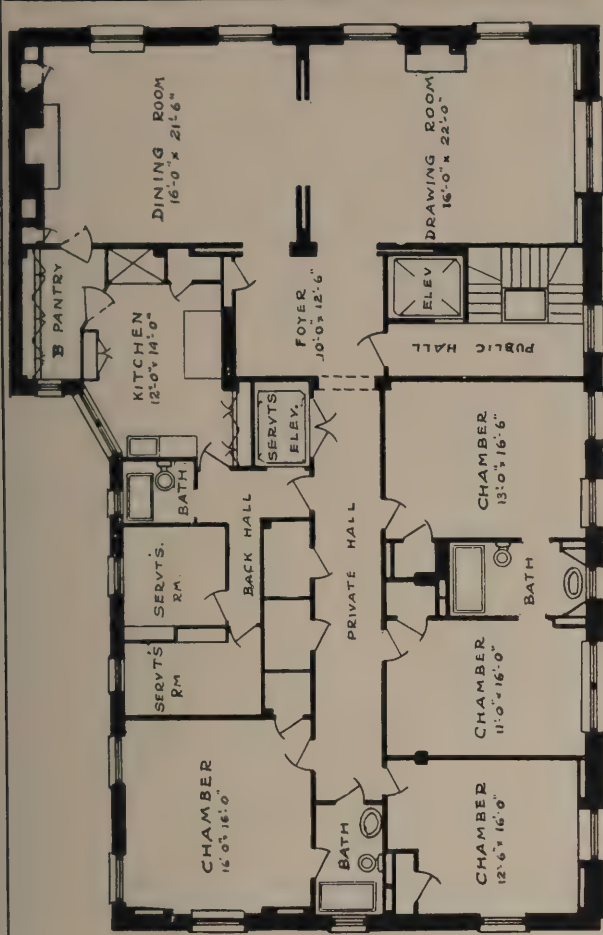 DINING ROOM
16'-0" x 21'-6"
DRAWING ROOM
16'-0" x 22'-0"
B PANTRY
KITCHEN
12'-0" x 14'-0"
FOYER
10'-0" x 12'-6"
ELEV
PUBLIC HALL
SERVTS
ELEV.
BATH
BACK HALL
SERVT'S.
RM.
SERVT'S
RM
PRIVATE HALL
CHAMBER
13'-0" x 16'-6"
BATH
CHAMBER
11'-0" x 16'-0"
CHAMBER
16'-0" x 16'-0"
BATH
CHAMBER
12'-6" x 16'-0"